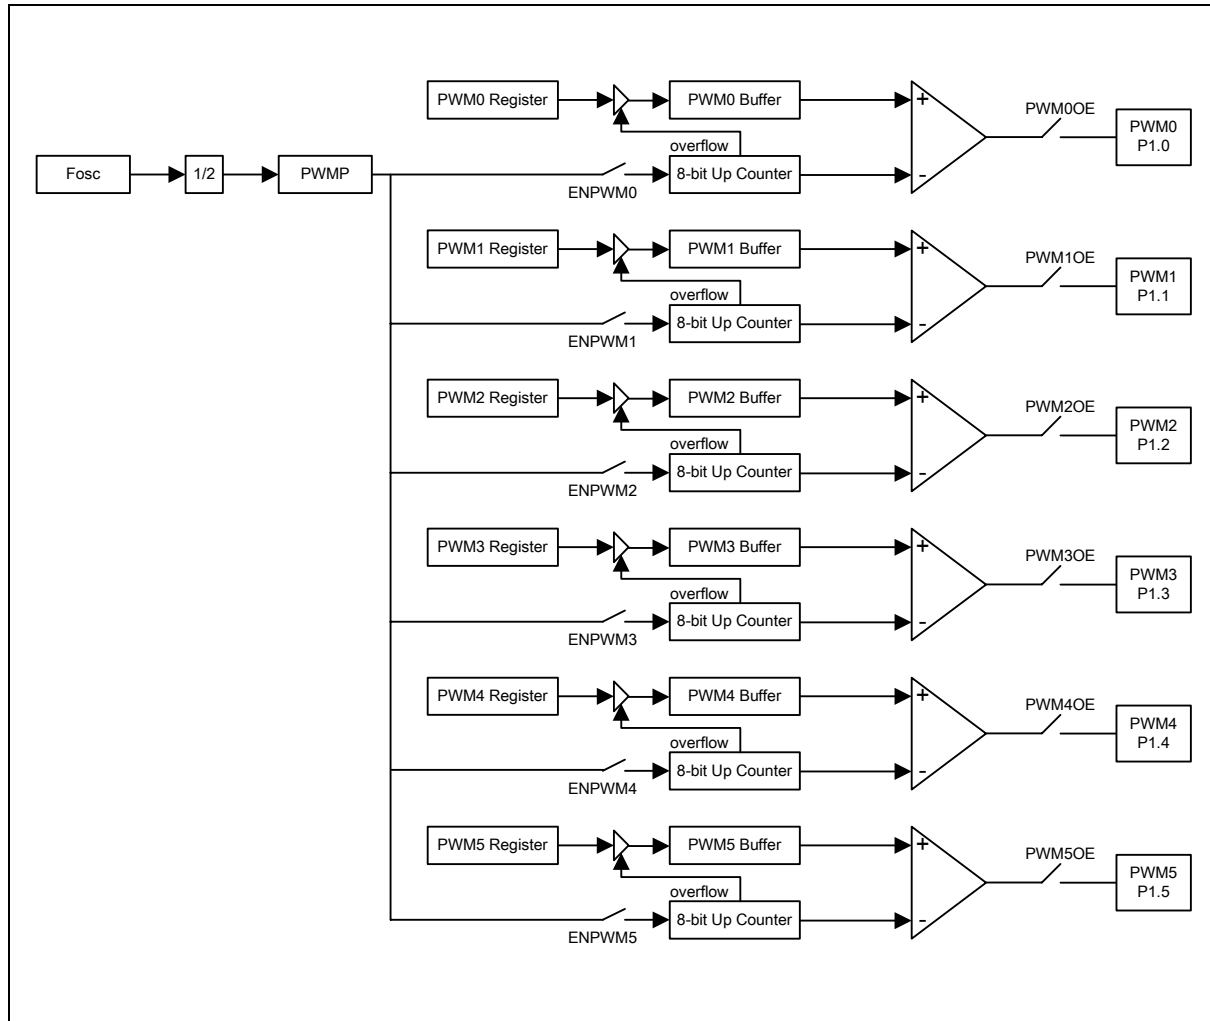 PWM0 Register
PWM0 Buffer
+
PWM0OE
PWM0
P1.0
overflow
Fosc
1/2
PWMP
ENPWM0
8-bit Up Counter
-
PWM1 Register
PWM1 Buffer
+
PWM1OE
PWM1
P1.1
overflow
ENPWM1
8-bit Up Counter
-
PWM2 Register
PWM2 Buffer
+
PWM2OE
PWM2
P1.2
overflow
ENPWM2
8-bit Up Counter
-
PWM3 Register
PWM3 Buffer
+
PWM3OE
PWM3
P1.3
overflow
ENPWM3
8-bit Up Counter
-
PWM4 Register
PWM4 Buffer
+
PWM4OE
PWM4
P1.4
overflow
ENPWM4
8-bit Up Counter
-
PWM5 Register
PWM5 Buffer
+
PWM5OE
PWM5
P1.5
overflow
ENPWM5
8-bit Up Counter
-